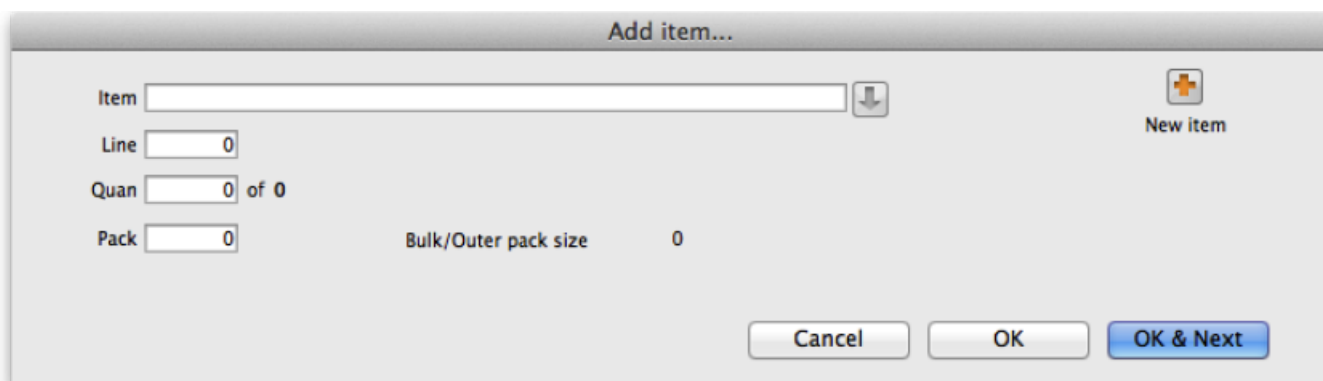 Add item...
Item
New item
Line 0
Quan 0 of 0
Pack 0 Bulk/Outer pack size 0
Cancel OK OK & Next